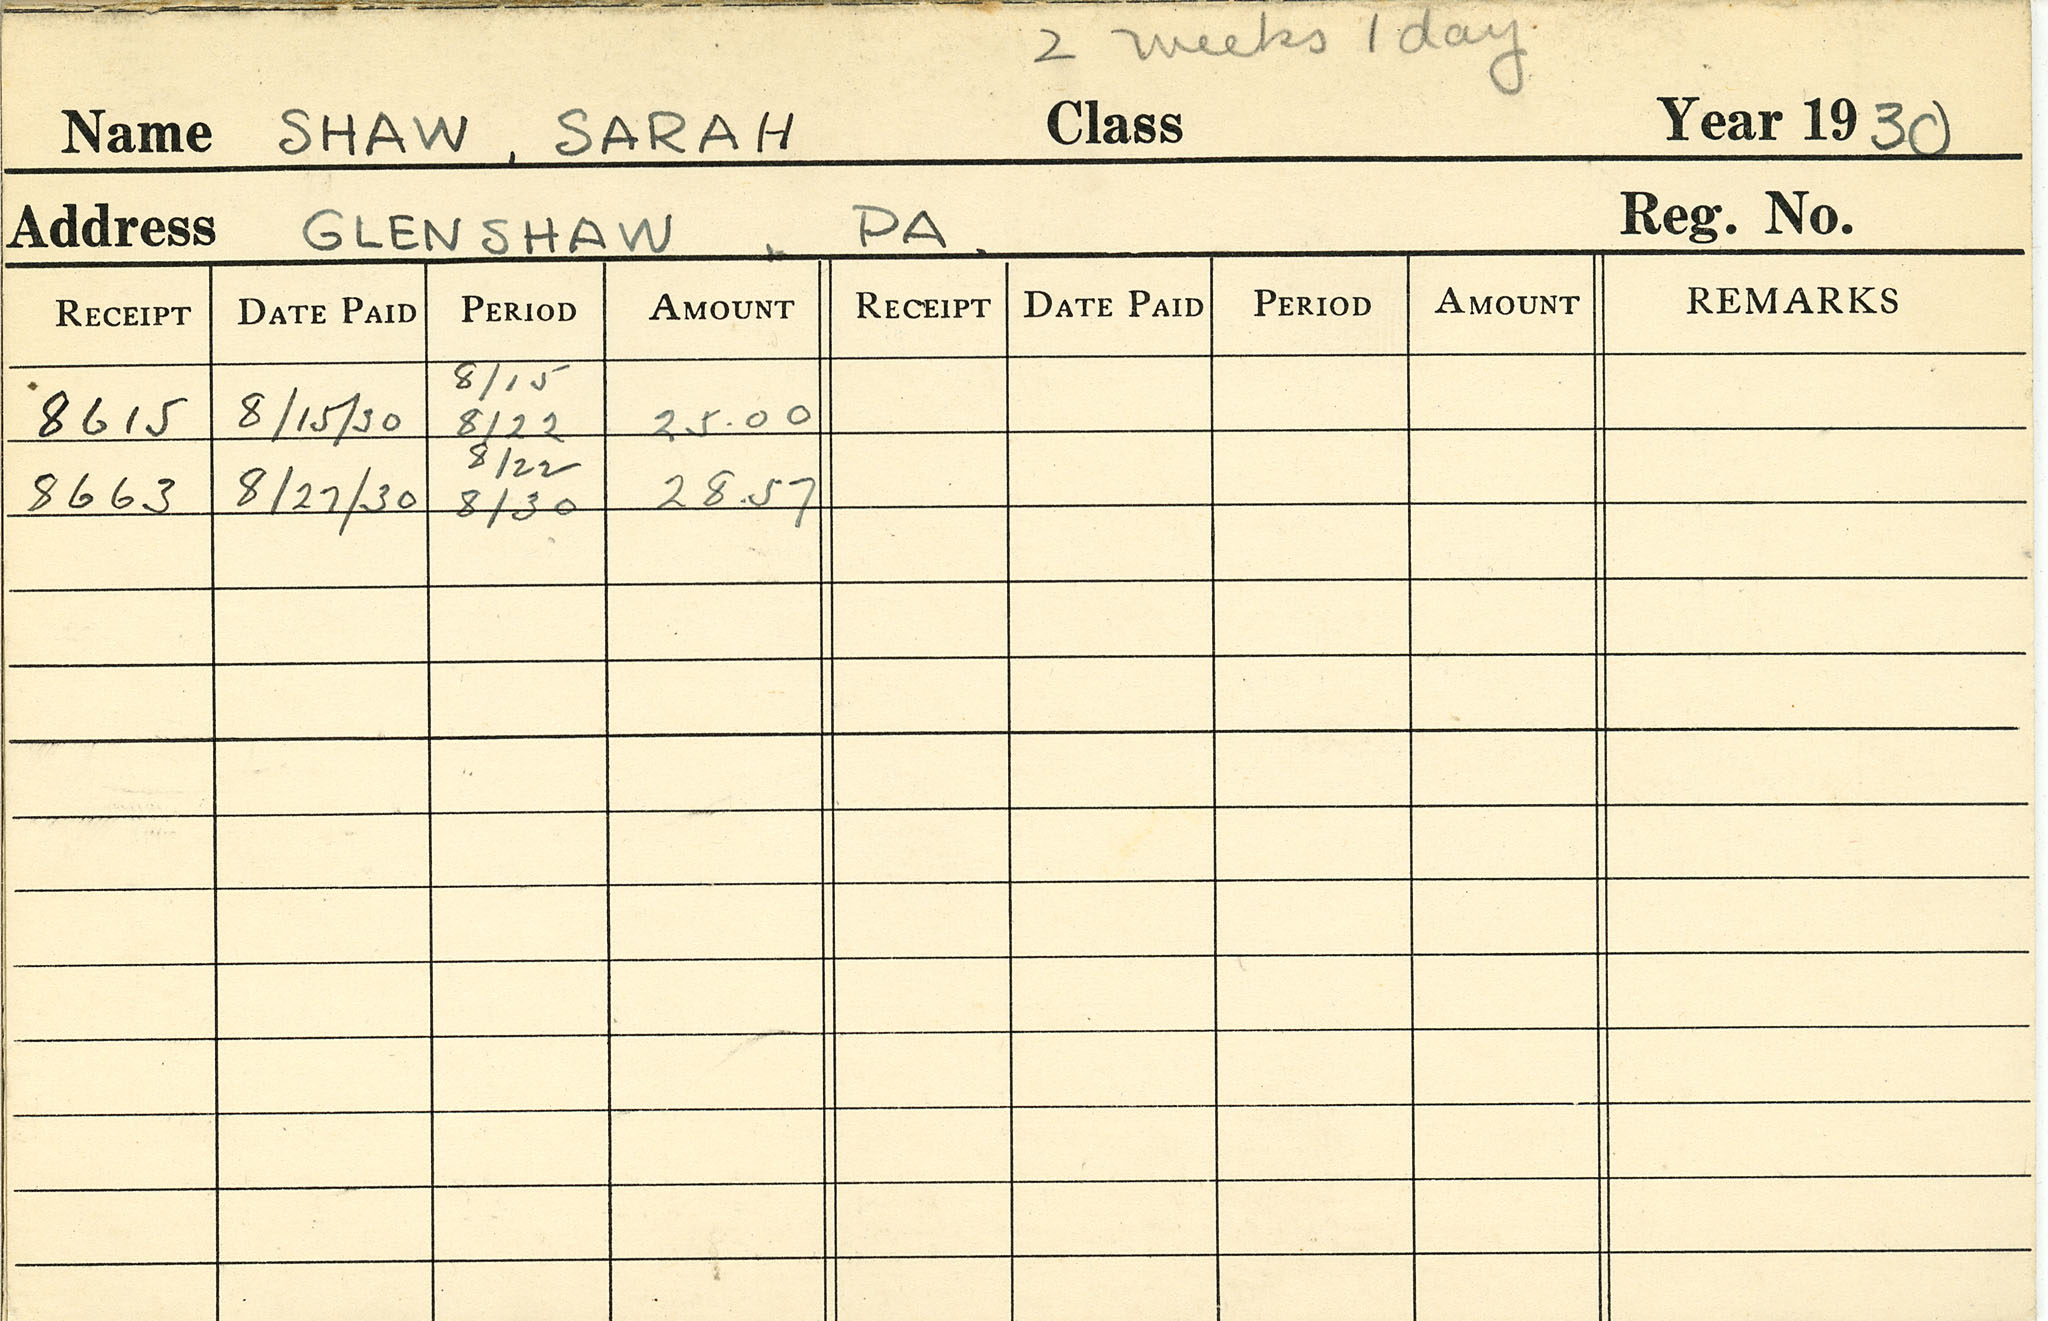 2 weeks 1 day
Name SHAW, SARAH Class Year 1930
Address GLENSHAW, PA. Reg. No.
RECEIPT DATE PAID PERIOD AMOUNT RECEIPT DATE PAID PERIOD AMOUNT REMARKS
8/15
8615 8/15/30 8/22 25.00
8/22
8663 8/27/30 8/30 28.57